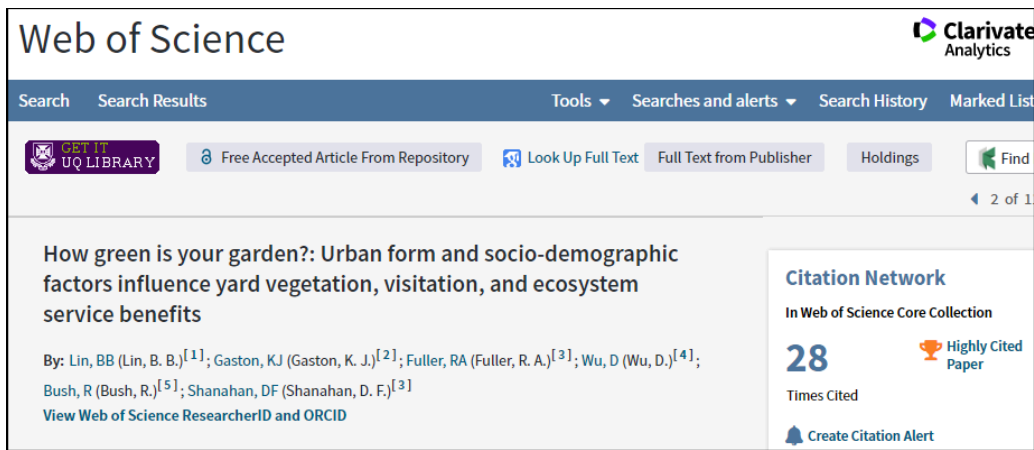 Web of Science
Clarivate
Analytics
Search Search Results Tools Searches and alerts Search History Marked List
GET IT
UQ LIBRARY
Free Accepted Article From Repository Look Up Full Text Full Text from Publisher Holdings Find
2 of
How green is your garden?: Urban form and socio-demographic
factors influence yard vegetation, visitation, and ecosystem
service benefits
By: Lin, BB (Lin, B. B.)[1]; Gaston, KJ (Gaston, K. J.)[2]; Fuller, RA (Fuller, R. A.)[3]; Wu, D (Wu, D.)[4];
Bush, R (Bush, R.)[5]; Shanahan, DF (Shanahan, D. F.)[3]
View Web of Science ResearcherID and ORCID
Citation Network
In Web of Science Core Collection
28
Times Cited
Highly Cited
Paper
Create Citation Alert